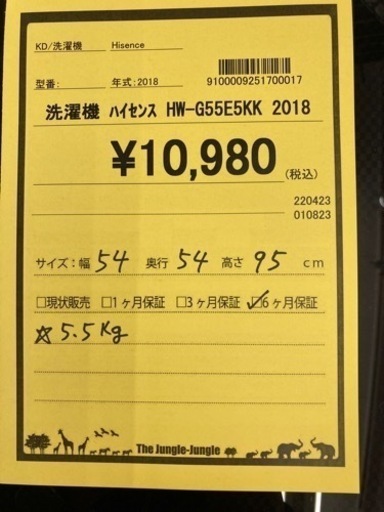 KD/洗濯機 Hisence
型番: 年式:2018 9100009251700017
洗濯機 ハイセンス HW-G55E5KK 2018
¥10,980(税込)
220423
010823
サイズ:幅 54 奥行 54 高さ 95 cm
□現状販売 □1ヶ月保証 □3ヶ月保証 ☑6ヶ月保証
☆5.5Kg
The Jungle-Jungle